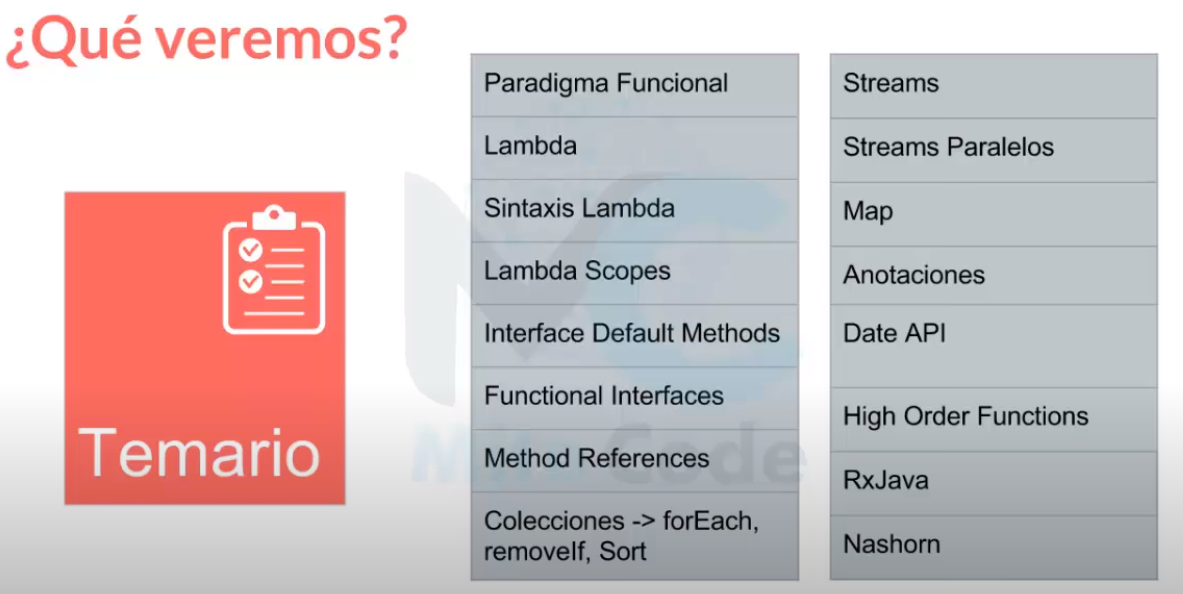 ¿Qué veremos?
Temario
Paradigma Funcional
Lambda
Sintaxis Lambda
Lambda Scopes
Interface Default Methods
Functional Interfaces
Method References
Colecciones -> forEach,
removeIf, Sort
Streams
Streams Paralelos
Map
Anotaciones
Date API
High Order Functions
RxJava
Nashorn